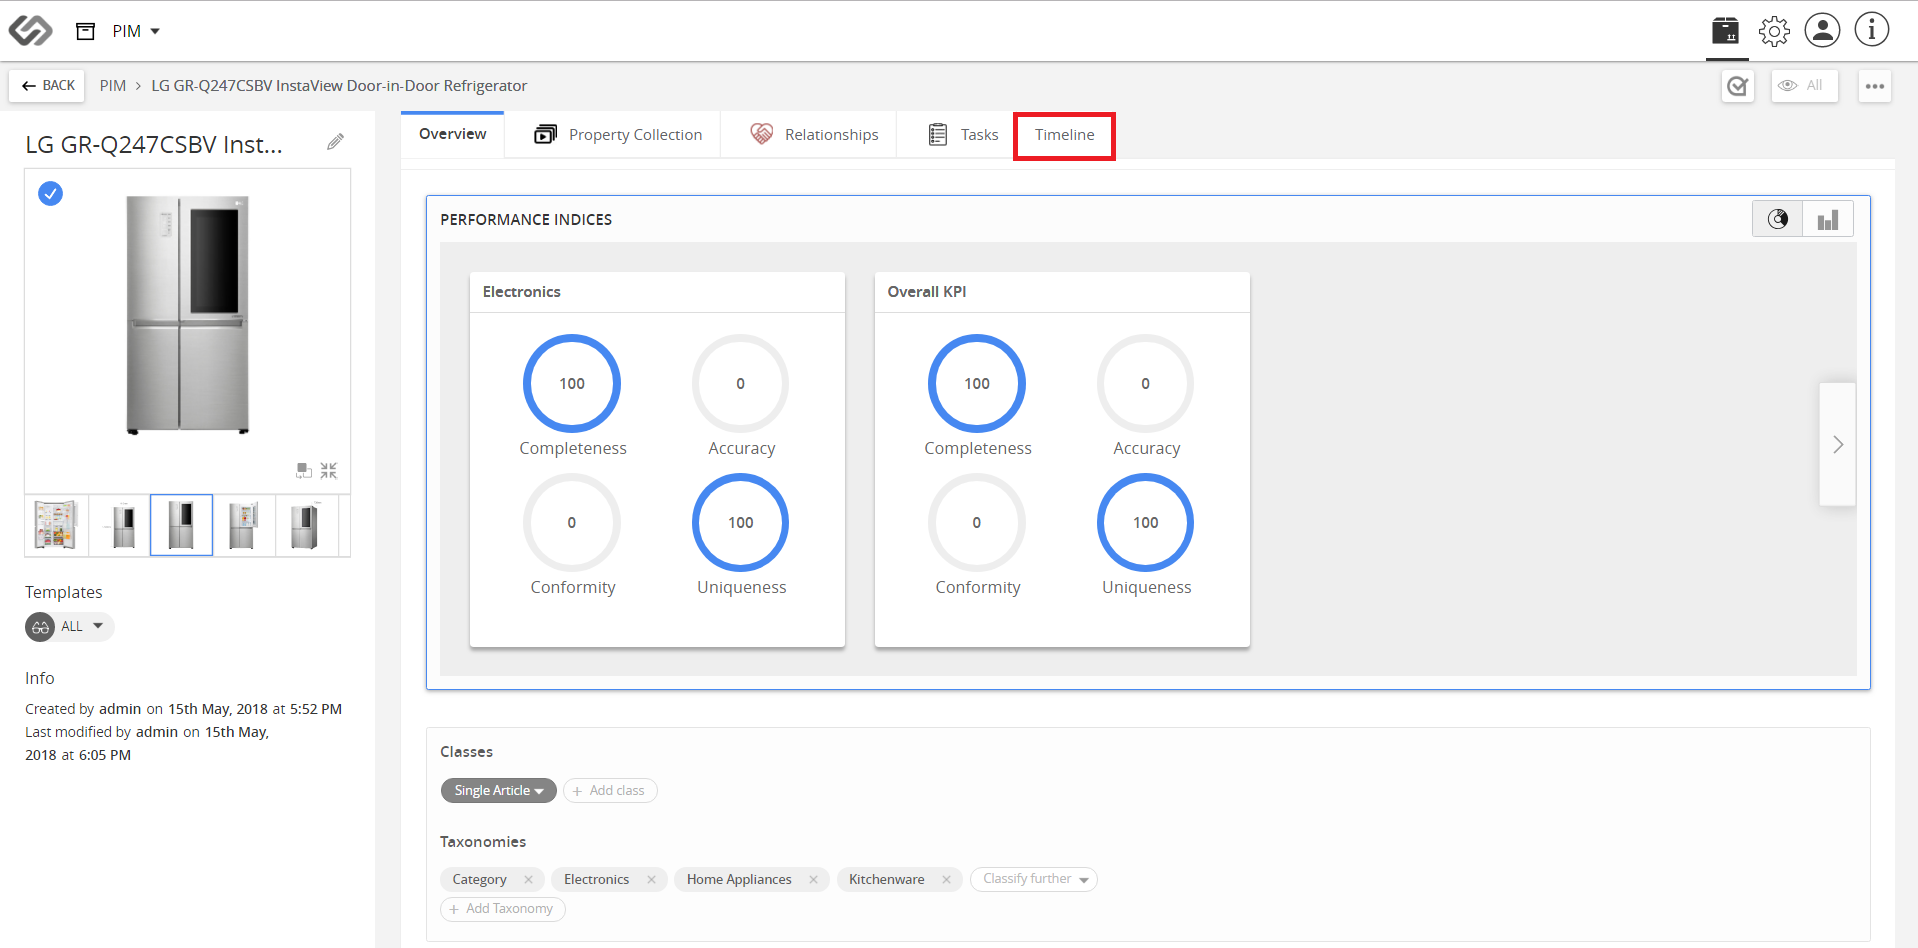 PIM
BACK PIM > LG GR-Q247CSBV InstaView Door-in-Door Refrigerator
All
LG GR-Q247CSBV Inst...
Overview
Property Collection
Relationships
Tasks
Timeline
PERFORMANCE INDICES
Electronics
100
Completeness
0
Accuracy
0
Conformity
100
Uniqueness
Overall KPI
100
Completeness
0
Accuracy
0
Conformity
100
Uniqueness
Templates
ALL
Info
Created by admin on 15th May, 2018 at 5:52 PM
Last modified by admin on 15th May,
2018 at 6:05 PM
Classes
Single Article
+ Add class
Taxonomies
Category × Electronics × Home Appliances × Kitchenware × Classify further
+ Add Taxonomy